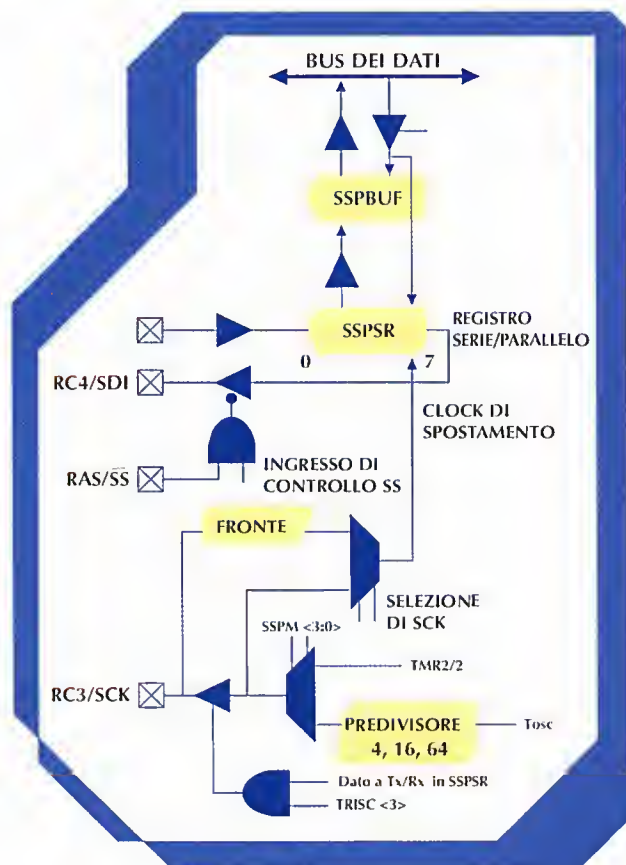 BUS DEI DATI
SSPBUF
SSPSR
REGISTRO
SERIE/PARALLELO
0
7
RC4/SDI
CLOCK DI
SPOSTAMENTO
RAS/SS
INGRESSO DI
CONTROLLO SS
FRONTE
SELEZIONE
DI SCK
SSPM <3:0>
TMR2/2
RC3/SCK
PREDIVISORE
4, 16, 64
Tosc
Dato a Tx/Rx in SSPSR
TRISC <3>